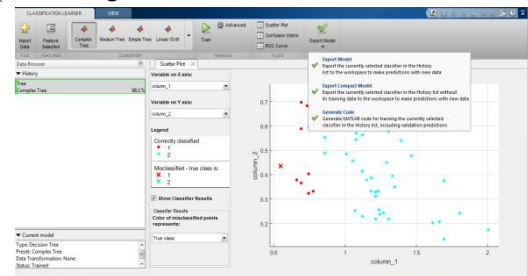 CLASSIFICATION LEARNER
VIEW
Import Data
Feature Selection
Complex Tree
Medium Tree
Simple Tree
Linear SVM
Train
Advanced
Scatter Plot
Confusion Matrix
ROC Curve
Export Model
FILE
FEATURES
CLASSIFIER
TRAINING
PLOTS
Export Model
Export the currently selected classifier in the History
list to the workspace to make predictions with new data
Export Compact Model
Export the currently selected classifier in the History list without
its training data to the workspace to make predictions with new data
Generate Code
Generate MATLAB code for training the currently selected
classifier in the History list, including validation predictions
Data Browser
History
Tree
Complex Tree
98.1%
Current model
Type: Decision Tree
Preset: Complex Tree
Data Transformation: None
Status: Trained
Scatter Plot
Variable on X axis:
column_1
Variable on Y axis:
column_2
Legend
Correctly classified
1
2
Misclassified - true class is:
1
2
Show Classifier Results
Classifier Results
Color of misclassified points
represents:
True class
0.7
0.6
0.5
0.4
0.3
0.2
column_2
0.5
1
1.5
2
column_1